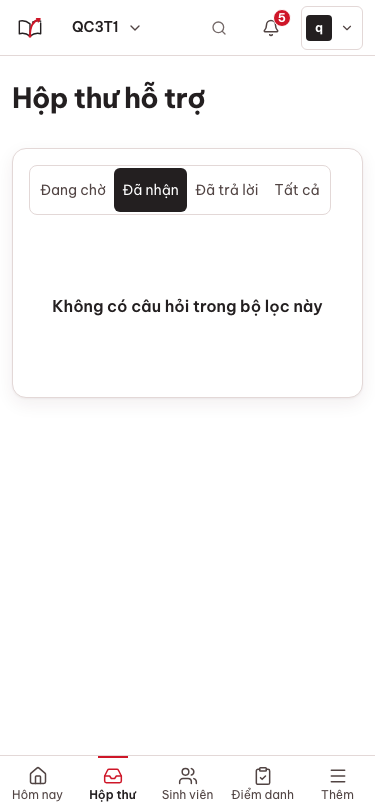 QC3T1
5
q
Hộp thư hỗ trợ
Đang chờ
Đã nhận
Đã trả lời
Tất cả
Không có câu hỏi trong bộ lọc này
Hôm nay
Hộp thư
Sinh viên
Điểm danh
Thêm